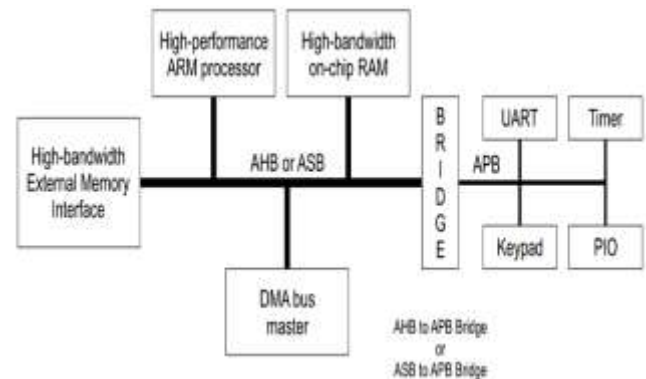 High-performance
ARM processor
High-bandwidth
on-chip RAM
High-bandwidth
External Memory
Interface
AHB or ASB
B
R
I
D
G
E
APB
UART
Timer
Keypad
PIO
DMA bus
master
AHB to APB Bridge
or
ASB to APB Bridge